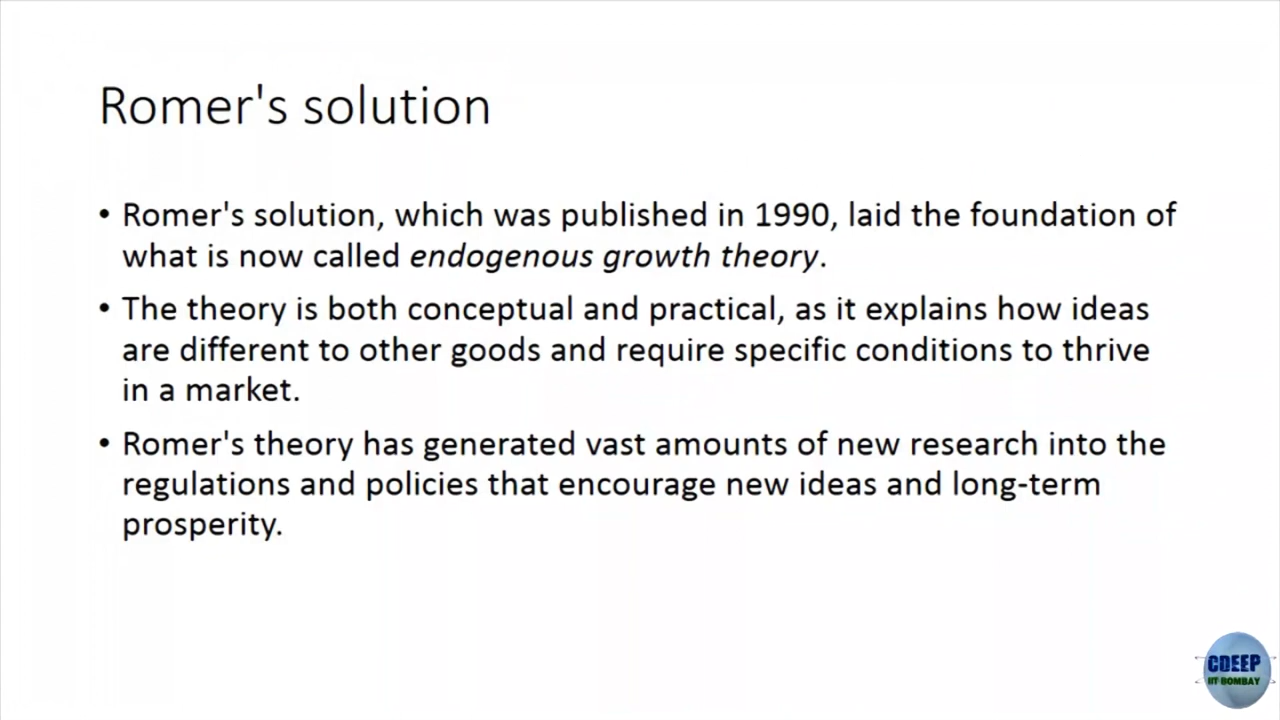 Romer's solution
• Romer's solution, which was published in 1990, laid the foundation of
what is now called endogenous growth theory.
• The theory is both conceptual and practical, as it explains how ideas
are different to other goods and require specific conditions to thrive
in a market.
• Romer's theory has generated vast amounts of new research into the
regulations and policies that encourage new ideas and long-term
prosperity.
CDEEP
IIT BOMBAY